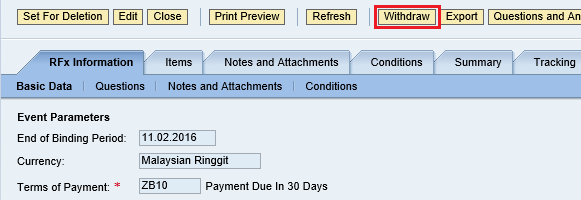 Set For Deletion Edit Close Print Preview Refresh Withdraw Export Questions and An
RFx Information Items Notes and Attachments Conditions Summary Tracking
Basic Data Questions Notes and Attachments Conditions
Event Parameters
End of Binding Period: 11.02.2016
Currency: Malaysian Ringgit
Terms of Payment: * ZB10 Payment Due In 30 Days